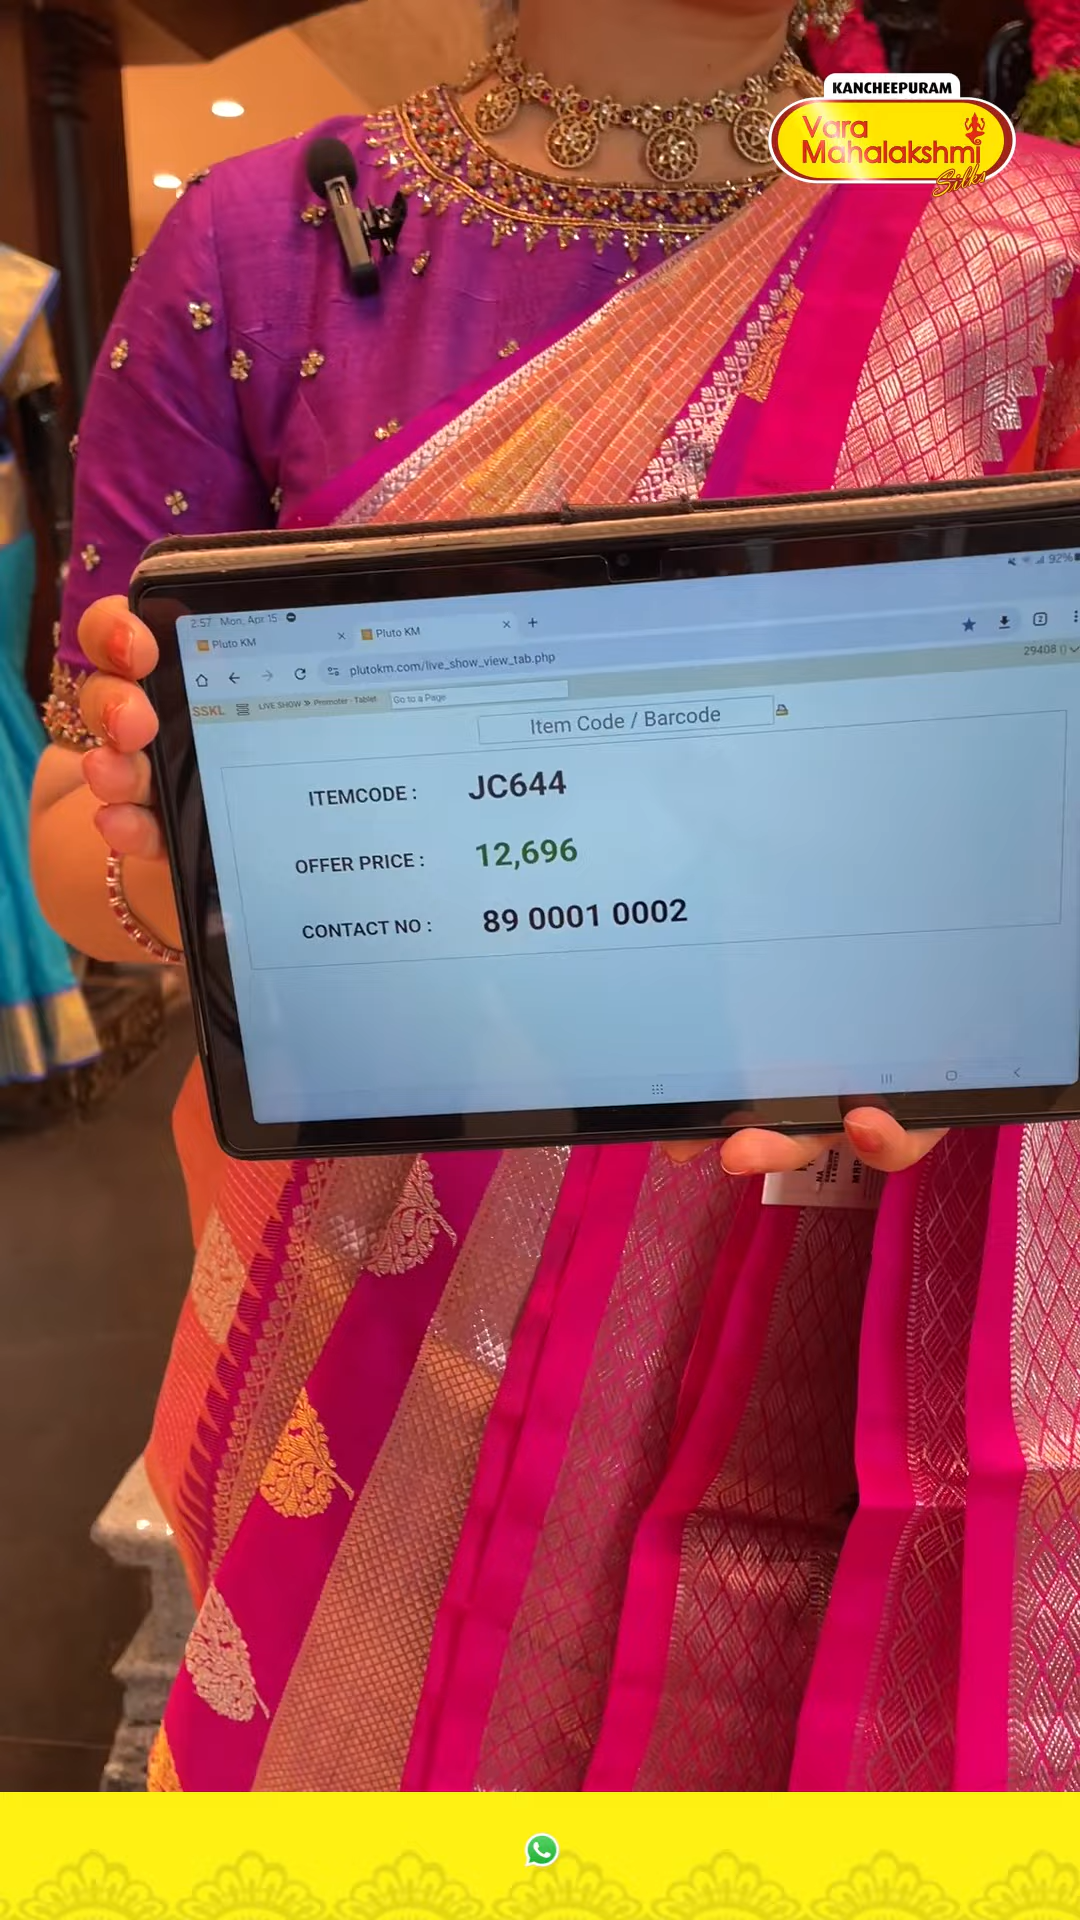 KANCHEEPURAM
Vara
Mahalakshmi
Silks
2:57 Mon, Apr 15
92%
Pluto KM
Pluto KM
plutokm.com/live_show_view_tab.php
29408 ()
SSKL
LIVE SHOW » Promoter - Tablet
Go to a Page
Item Code / Barcode
ITEMCODE : JC644
OFFER PRICE : 12,696
CONTACT NO : 89 0001 0002
MRP